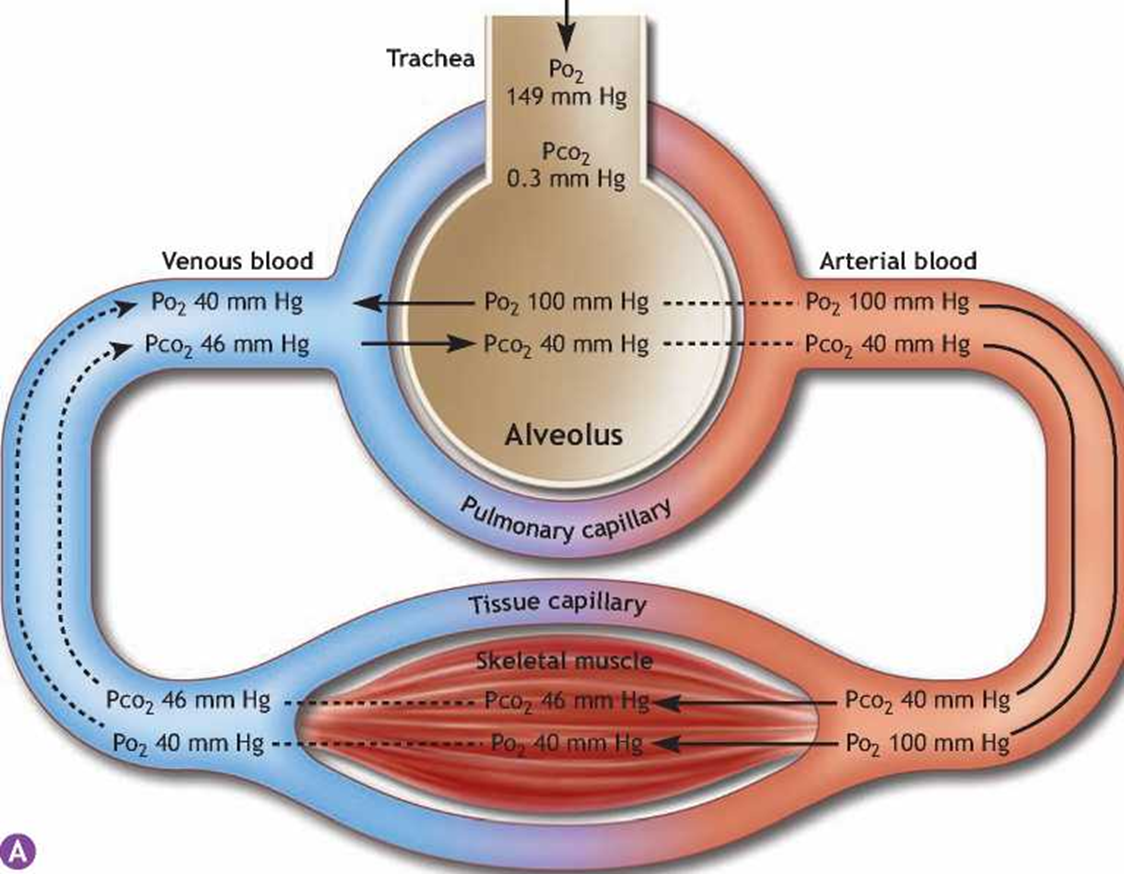 Trachea
Po₂
149 mm Hg
Pco₂
0.3 mm Hg
Venous blood
Arterial blood
Po₂ 40 mm Hg
Po₂ 100 mm Hg
Po₂ 100 mm Hg
Pco₂ 46 mm Hg
Pco₂ 40 mm Hg
Pco₂ 40 mm Hg
Alveolus
Pulmonary capillary
Tissue capillary
Skeletal muscle
Pco₂ 46 mm Hg
Pco₂ 46 mm Hg
Pco₂ 40 mm Hg
Po₂ 40 mm Hg
Po₂ 40 mm Hg
Po₂ 100 mm Hg
A